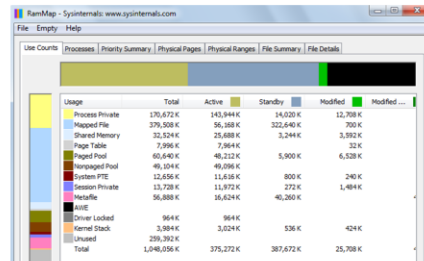 RamMap - Sysinternals: www.sysinternals.com
File Empty Help
Use Counts Processes Priority Summary Physical Pages Physical Ranges File Summary File Details
Usage Total Active Standby Modified Modified ...
Process Private 170,672 K 143,944 K 14,020 K 12,708 K
Mapped File 379,508 K 56,168 K 322,640 K 700 K
Shared Memory 32,524 K 25,688 K 3,244 K 3,592 K
Page Table 7,996 K 7,964 K 32 K
Paged Pool 60,640 K 48,212 K 5,900 K 6,528 K
Nonpaged Pool 49,104 K 49,096 K
System PTE 12,656 K 11,616 K 800 K 240 K
Session Private 13,728 K 11,972 K 272 K 1,484 K
Metafile 56,888 K 16,624 K 40,260 K
AWE
Driver Locked 964 K 964 K
Kernel Stack 3,984 K 3,024 K 536 K 424 K
Unused 259,392 K
Total 1,048,056 K 375,272 K 387,672 K 25,708 K